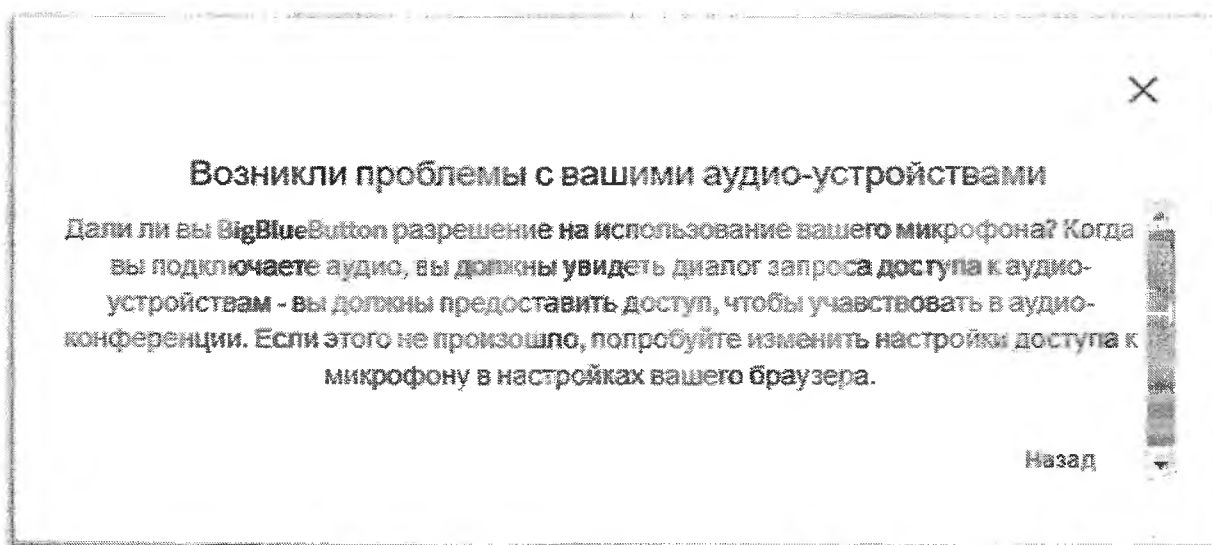 Возникли проблемы с вашими аудио-устройствами
Дали ли вы BigBlueButton разрешение на использование вашего микрофона? Когда
вы подключаете аудио, вы должны увидеть диалог запроса доступа к аудио-
устройствам - вы должны предоставить доступ, чтобы учавствовать в аудио-
конференции. Если этого не произошло, попробуйте изменить настройки доступа к
микрофону в настройках вашего браузера.
Назад